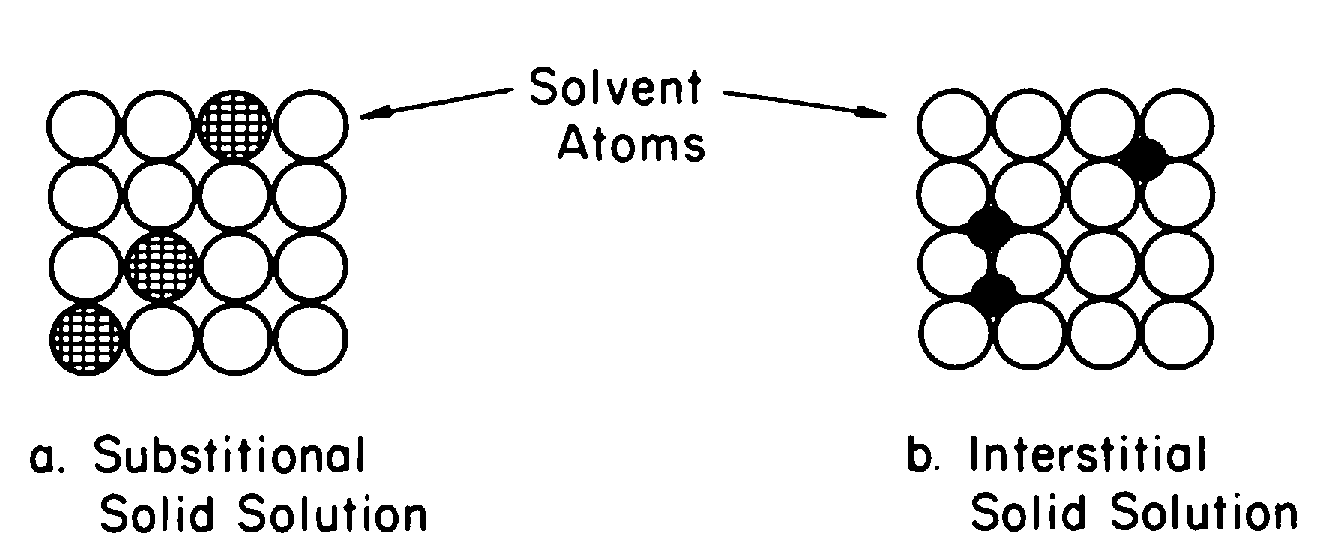 Solvent
Atoms
a. Substitional
Solid Solution
b. Interstitial
Solid Solution